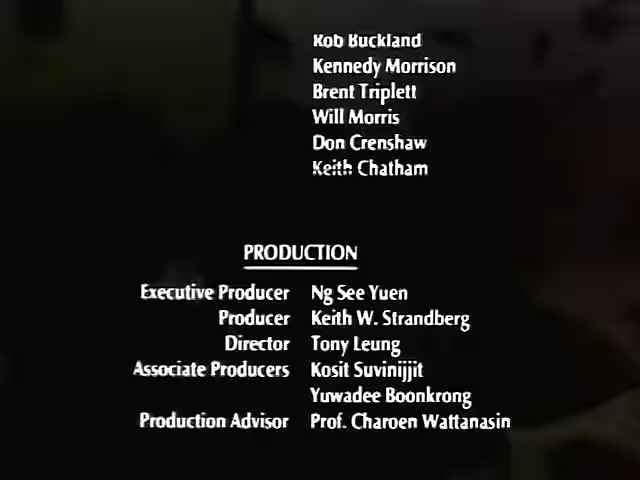 Rob Buckland
Kennedy Morrison
Brent Triplett
Will Morris
Don Crenshaw
Keith Chatham
PRODUCTION
Executive Producer Ng See Yuen
Producer Keith W. Strandberg
Director Tony Leung
Associate Producers Kosit Suvinijjit
Yuwadee Boonkrong
Production Advisor Prof. Charoen Wattanasin